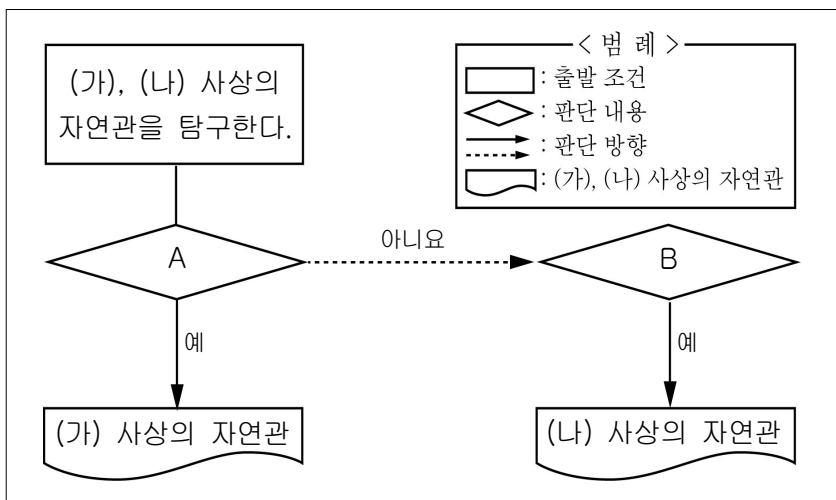 (가), (나) 사상의
자연관을 탐구한다.
< 범 례 >
: 출발 조건
: 판단 내용
: 판단 방향
: (가), (나) 사상의 자연관
A
아니요
B
예
예
(가) 사상의 자연관
(나) 사상의 자연관